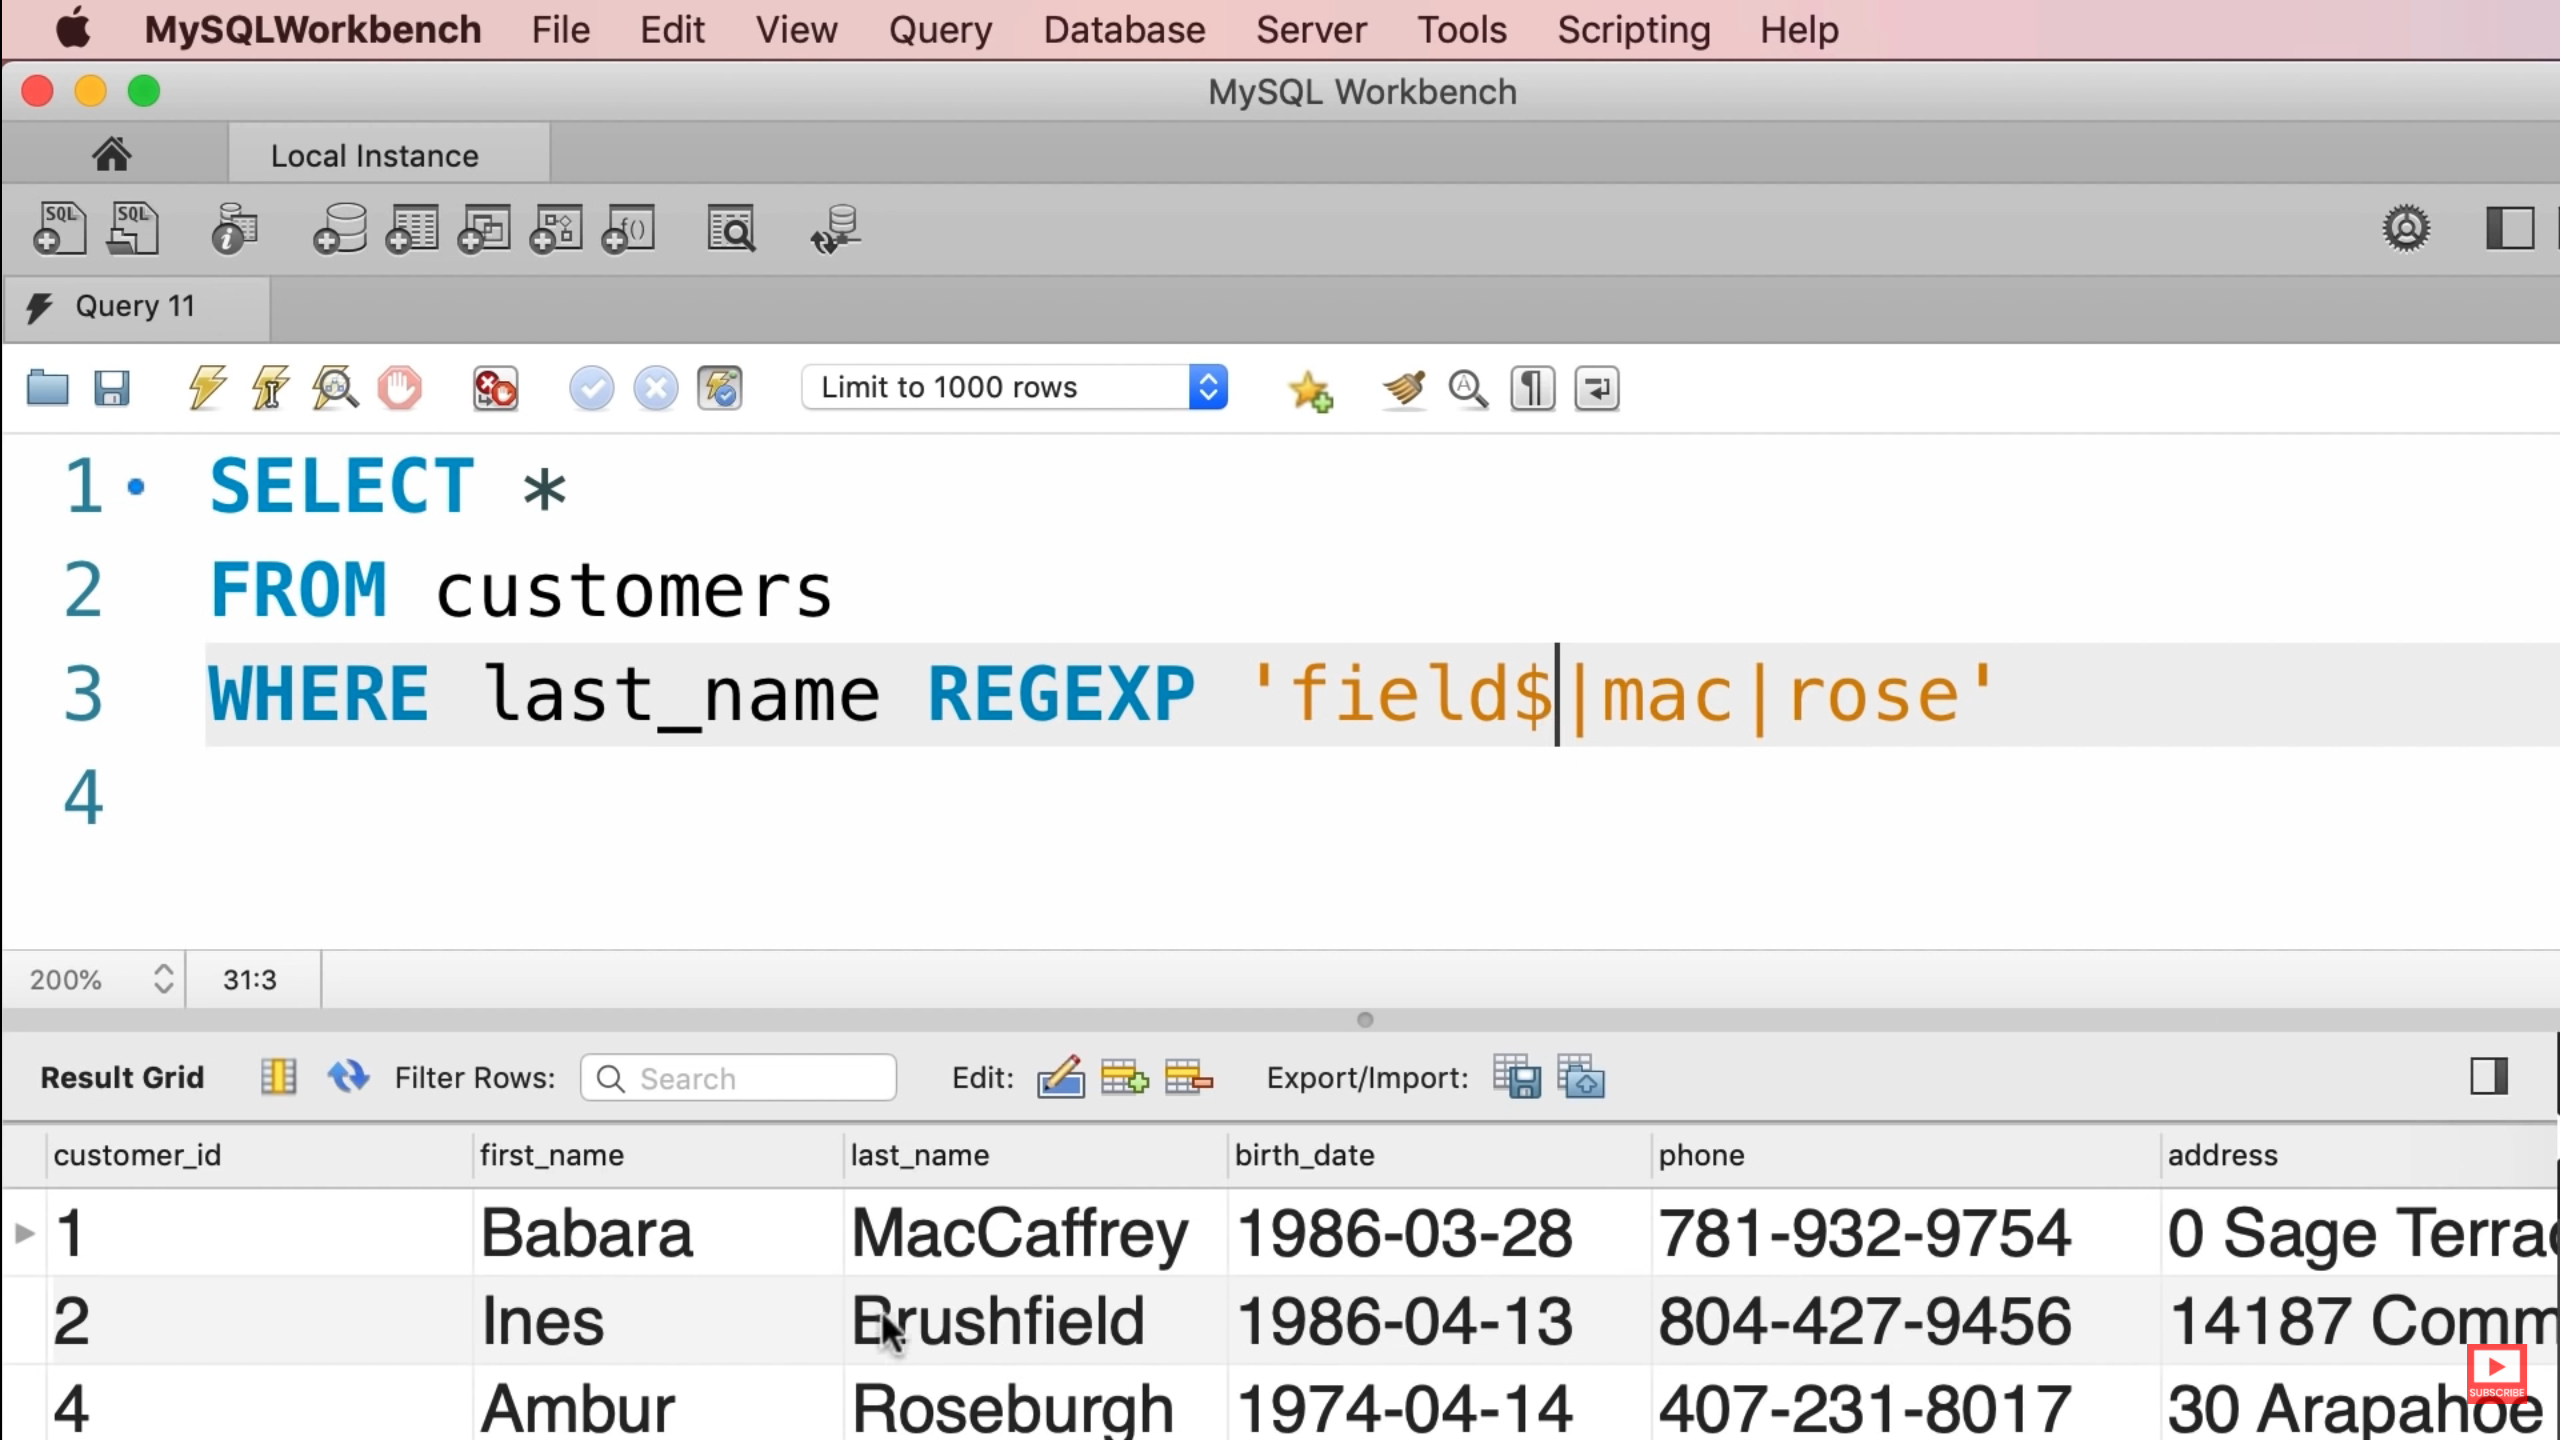 MySQLWorkbench File Edit View Query Database Server Tools Scripting Help
MySQL Workbench
Local Instance
SQL SQL i f()
Query 11
Limit to 1000 rows
1 SELECT *
2 FROM customers
3 WHERE last_name REGEXP 'field$|mac|rose'
4
200% 31:3
Result Grid Filter Rows: Search Edit: Export/Import:
customer_id first_name last_name birth_date phone address
1 Babara MacCaffrey 1986-03-28 781-932-9754 0 Sage Terrac
2 Ines Brushfield 1986-04-13 804-427-9456 14187 Comm
SUBSCRIBE
4 Ambur Roseburgh 1974-04-14 407-231-8017 30 Arapahoe